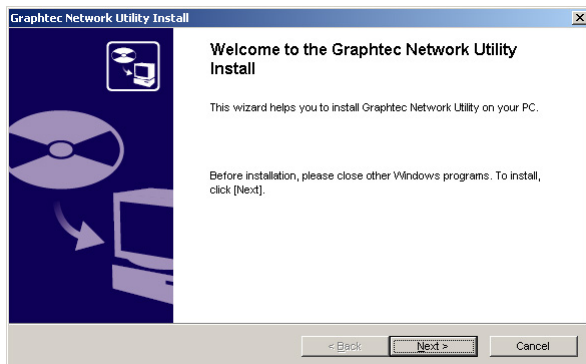 Graphtec Network Utility Install
Welcome to the Graphtec Network Utility
Install
This wizard helps you to install Graphtec Network Utility on your PC.
Before installation, please close other Windows programs. To install,
click [Next].
< Back
Next >
Cancel